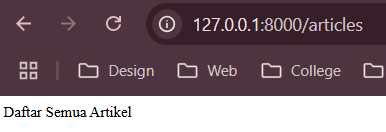 127.0.0.1:8000/articles
Design Web College
Daftar Semua Artikel